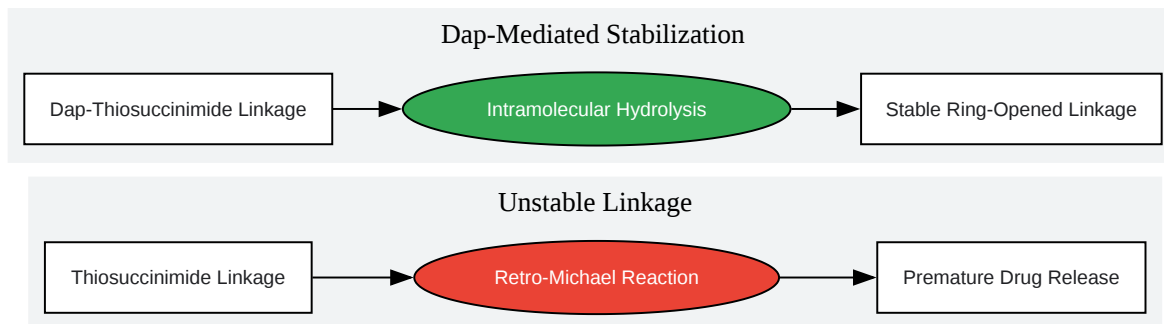 Dap-Mediated Stabilization
Dap-Thiosuccinimide Linkage
Intramolecular Hydrolysis
Stable Ring-Opened Linkage
Unstable Linkage
Thiosuccinimide Linkage
Retro-Michael Reaction
Premature Drug Release